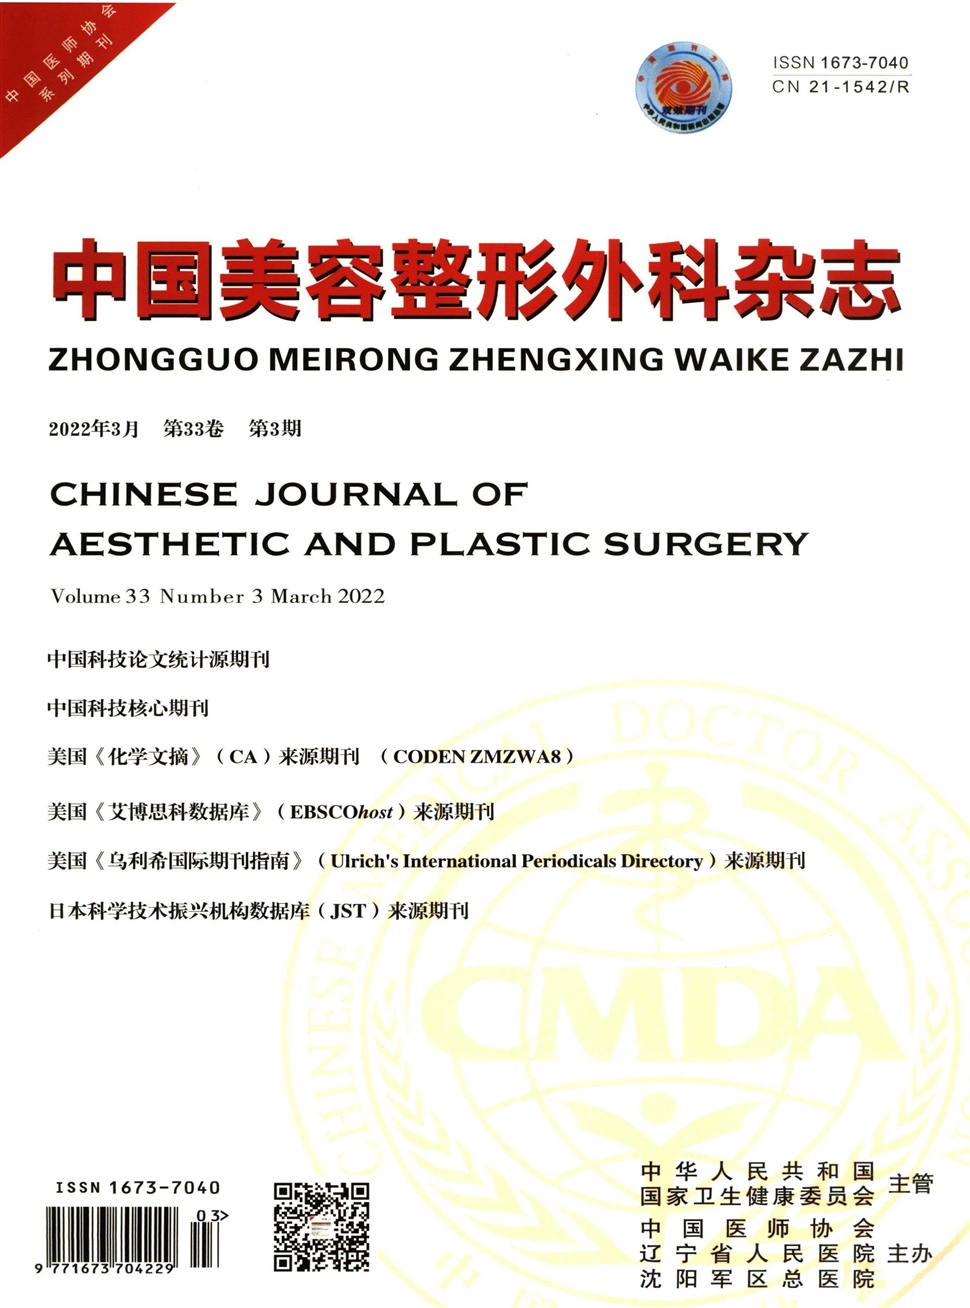 中国医师协会
系列期刊
ISSN 1673-7040
CN 21-1542/R
双效期刊
中国美容整形外科杂志
ZHONGGUO MEIRONG ZHENGXING WAIKE ZAZHI
2022年3月 第33卷 第3期
CHINESE JOURNAL OF
AESTHETIC AND PLASTIC SURGERY
Volume 33 Number 3 March 2022
中国科技论文统计源期刊
中国科技核心期刊
美国《化学文摘》（CA）来源期刊 （CODEN ZMZWA8）
美国《艾博思科数据库》（EBSCOhost）来源期刊
美国《乌利希国际期刊指南》（Ulrich's International Periodicals Directory）来源期刊
日本科学技术振兴机构数据库（JST）来源期刊
CHINESE MEDICAL DOCTOR ASSOCIATION
CMDA
ISSN 1673-7040
03>
9 771673 704229
中华人民共和国
国家卫生健康委员会 主管
中国医师协会
辽宁省人民医院 主办
沈阳军区总医院